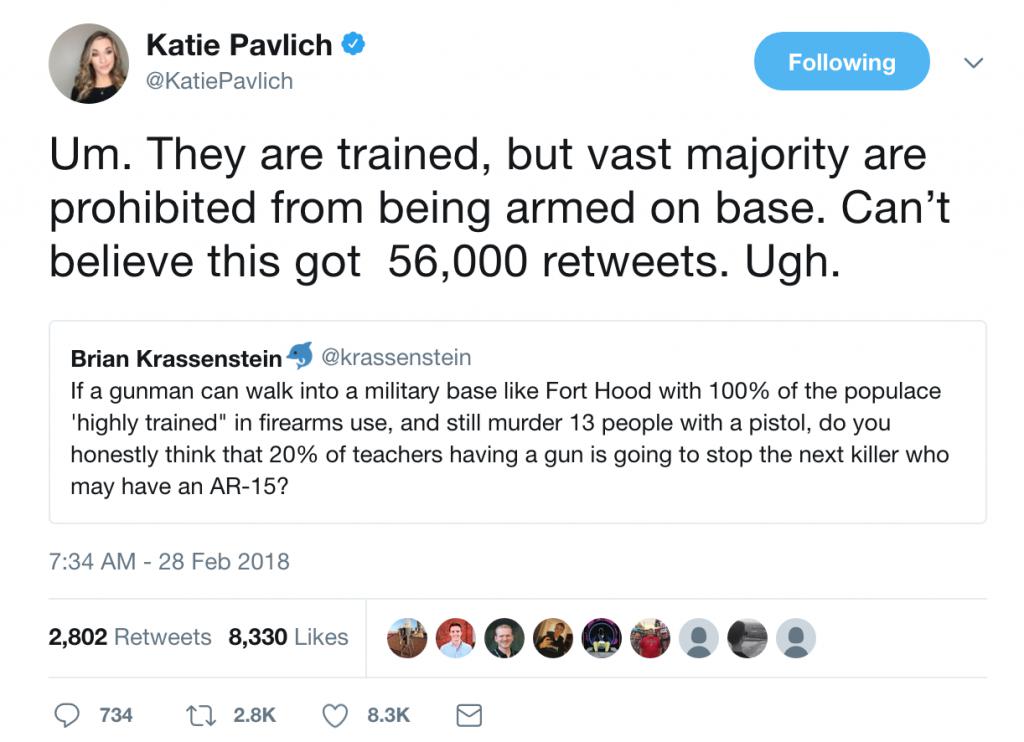 Katie Pavlich
@KatiePavlich
Following
Um. They are trained, but vast majority are
prohibited from being armed on base. Can’t
believe this got  56,000 retweets. Ugh.
Brian Krassenstein🐬 @krassenstein
If a gunman can walk into a military base like Fort Hood with 100% of the populace
'highly trained" in firearms use, and still murder 13 people with a pistol, do you
honestly think that 20% of teachers having a gun is going to stop the next killer who
may have an AR-15?
7:34 AM - 28 Feb 2018
2,802 Retweets 8,330 Likes
734 2.8K 8.3K